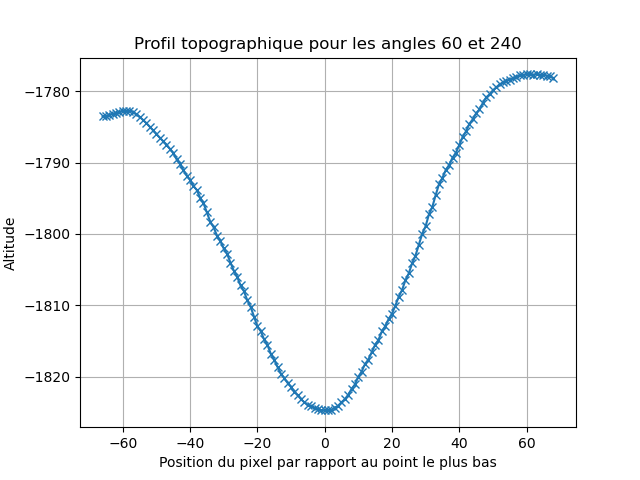 Profil topographique pour les angles 60 et 240
−1780
−1790
−1800
−1810
−1820
Altitude
−60 −40 −20 0 20 40 60
Position du pixel par rapport au point le plus bas